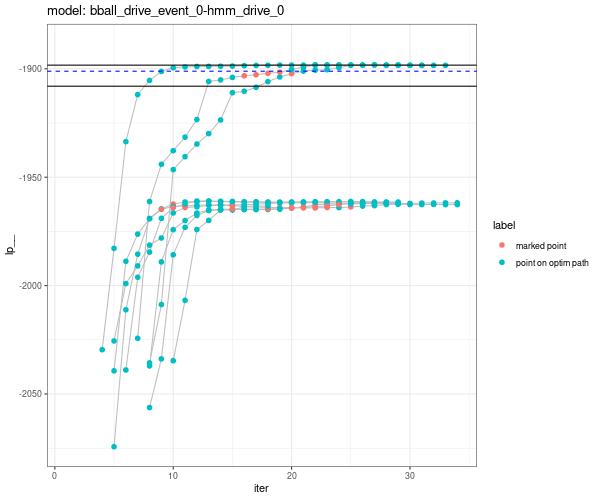 model: bball_drive_event_0-hmm_drive_0
-1900
-1950
-2000
-2050
lp__
0
10
20
30
iter
label
marked point
point on optim path